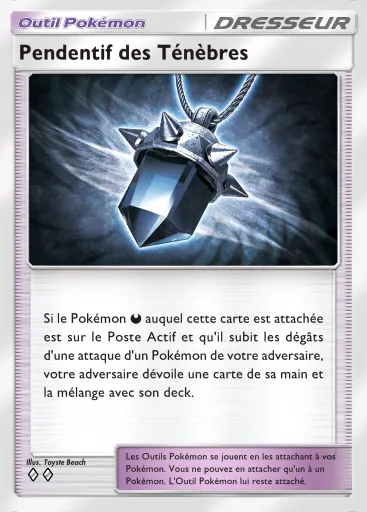 Outil Pokémon
DRESSEUR
Pendentif des Ténèbres
Si le Pokémon auquel cette carte est attachée
est sur le Poste Actif et qu'il subit les dégâts
d'une attaque d'un Pokémon de votre adversaire,
votre adversaire dévoile une carte de sa main et
la mélange avec son deck.
Illus. Toyste Beach
Les Outils Pokémon se jouent en les attachant à vos
Pokémon. Vous ne pouvez en attacher qu'un à un
Pokémon. L'Outil Pokémon lui reste attaché.